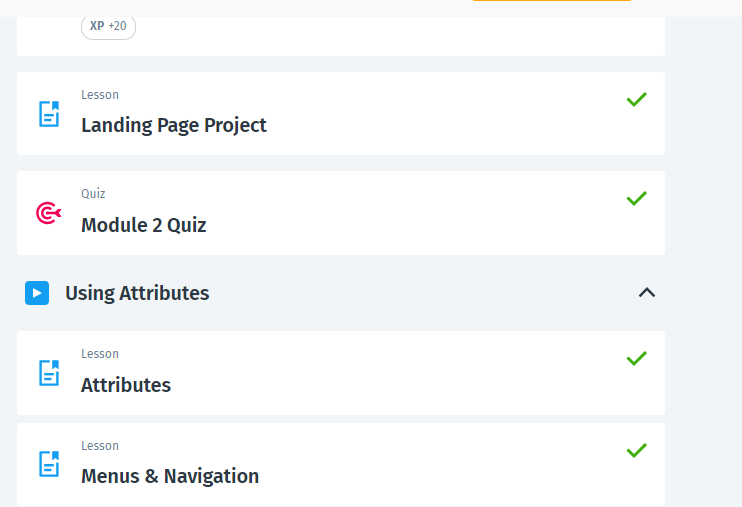 XP +20
Lesson
Landing Page Project
Quiz
Module 2 Quiz
Using Attributes
Lesson
Attributes
Lesson
Menus & Navigation